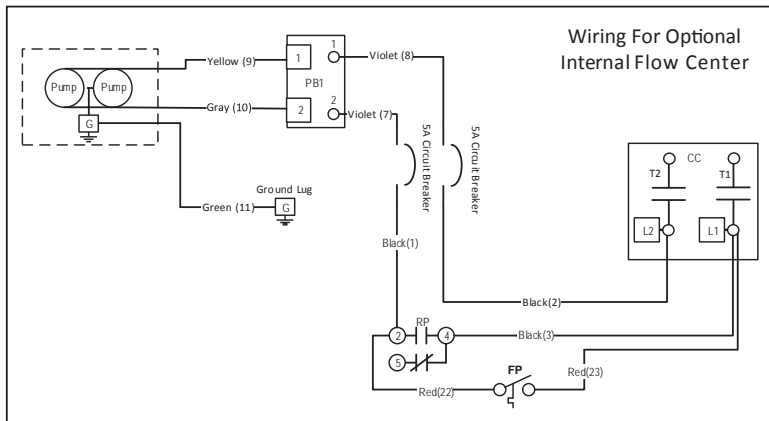 Wiring For Optional
Internal Flow Center
Yellow (9)
1
1
Violet (8)
Pump
Pump
PB1
CC
Gray (10)
2
2
Violet (7)
G
5A Circuit Breaker
5A Circuit Breaker
T2
T1
Ground Lug
Green (11)
G
L2
L1
Black(1)
Black(2)
2
RP
4
Black(3)
5
FP
Red(22)
Red(23)